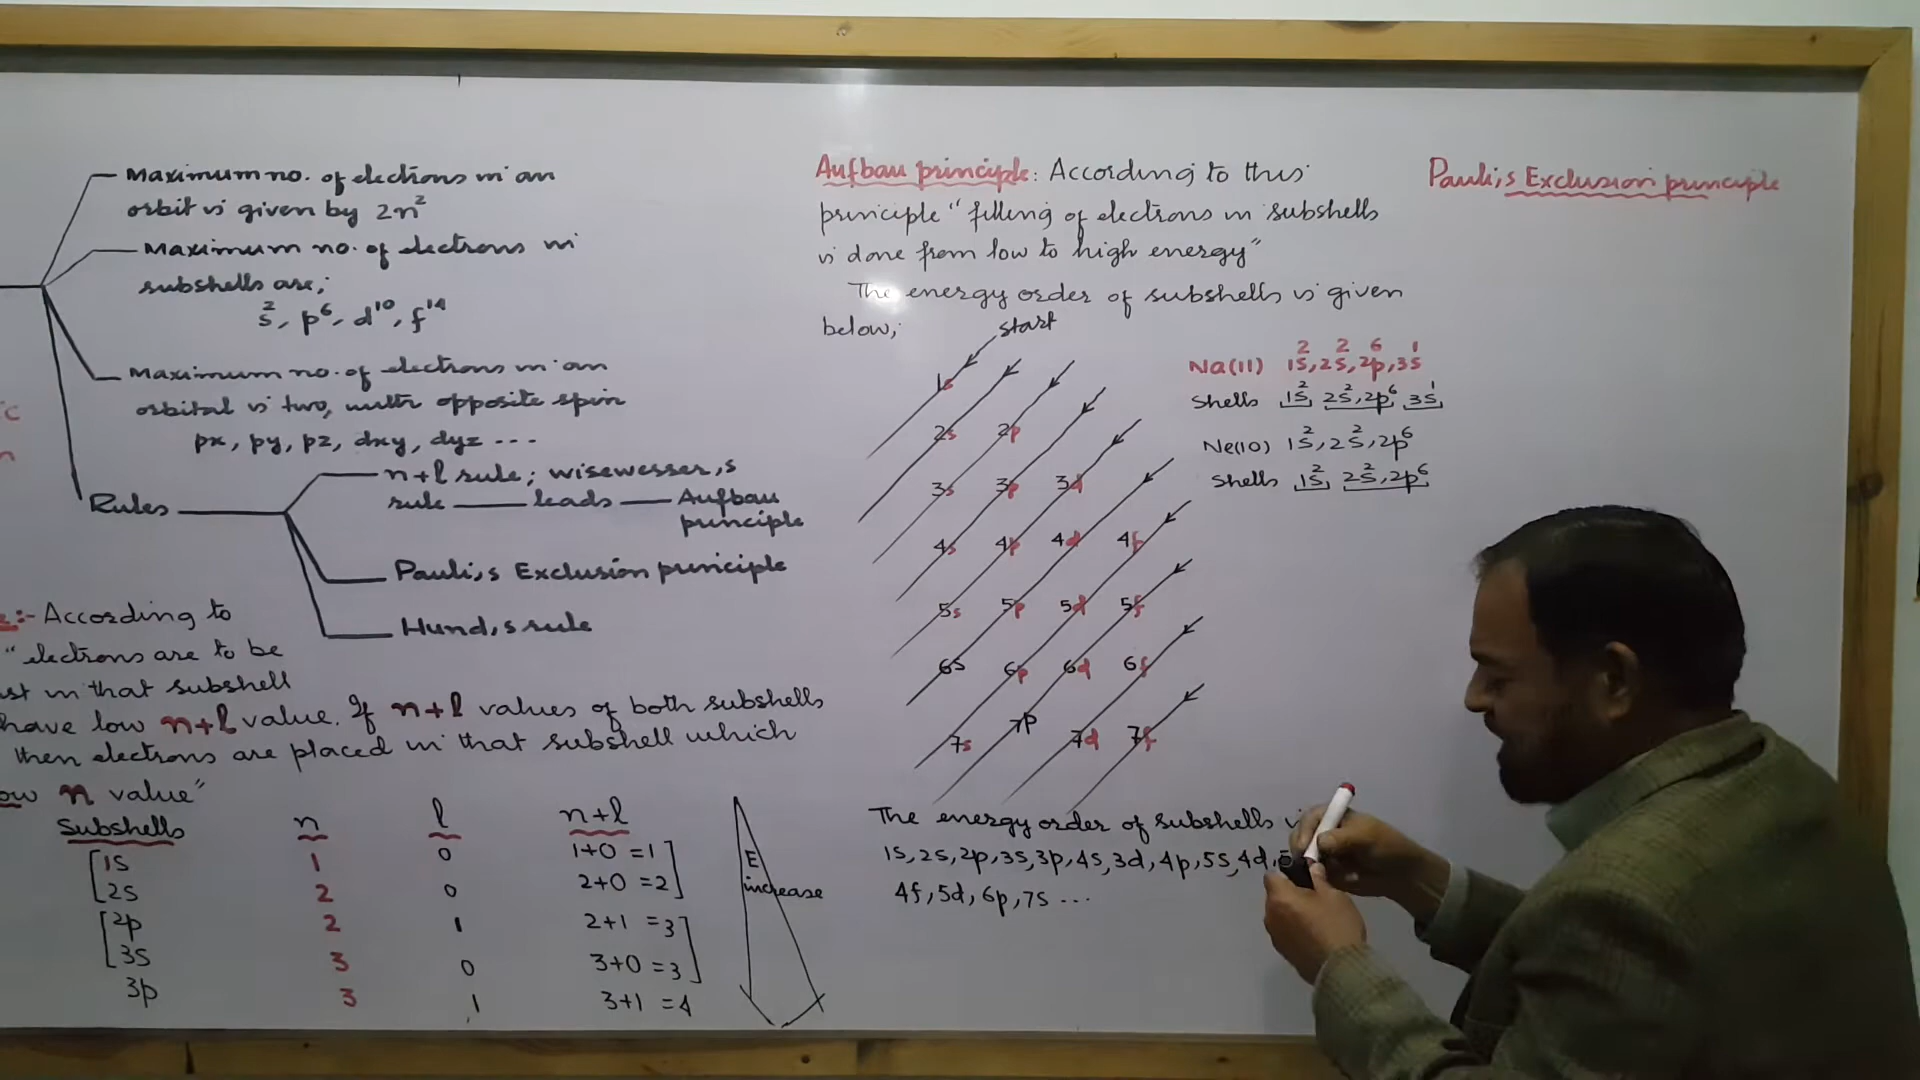 Maximum no. of electrons in an
orbit is given by 2n²
Maximum no. of electrons in
subshells are;
s², p⁶, d¹⁰, f¹⁴
Maximum no. of electrons in an
orbital is two, with opposite spin
px, py, pz, dxy, dyz ---
Rules
n+l rule; wisewesser,s
rule — leads — Aufbau
principle
Pauli,s Exclusion principle
Hund,s rule
:- According to
"electrons are to be
in that subshell
have low n+l value. If n+l values of both subshells
then electrons are placed in that subshell which
n value"
Subshells n l n+l
1s 1 0 1+0 =1
2s 2 0 2+0 =2
2p 2 1 2+1 =3
3s 3 0 3+0 =3
3p 3 1 3+1 =4
E
increase
Aufbau principle: According to this
principle "filling of electrons in subshells
is done from low to high energy"
The energy order of subshells is given
below;
start
1s
2s 2p
3s 3p 3d
4s 4p 4d 4f
5s 5p 5d 5f
6s 6p 6d 6f
7s 7p 7d 7f
The energy order of subshells
1s, 2s, 2p, 3s, 3p, 4s, 3d, 4p, 5s, 4d,
4f, 5d, 6p, 7s ...
Na(11) 1s², 2s², 2p⁶, 3s¹
Shells 1s², 2s², 2p⁶, 3s¹,
Ne(10) 1s², 2s², 2p⁶
Shells 1s², 2s², 2p⁶,
Pauli,s Exclusion principle